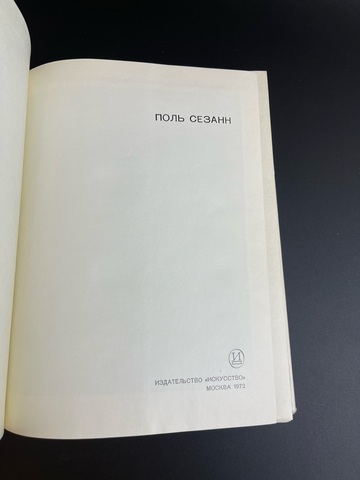 ПОЛЬ СЕЗАНН
ИЗДАТЕЛЬСТВО «ИСКУССТВО»
МОСКВА 1973